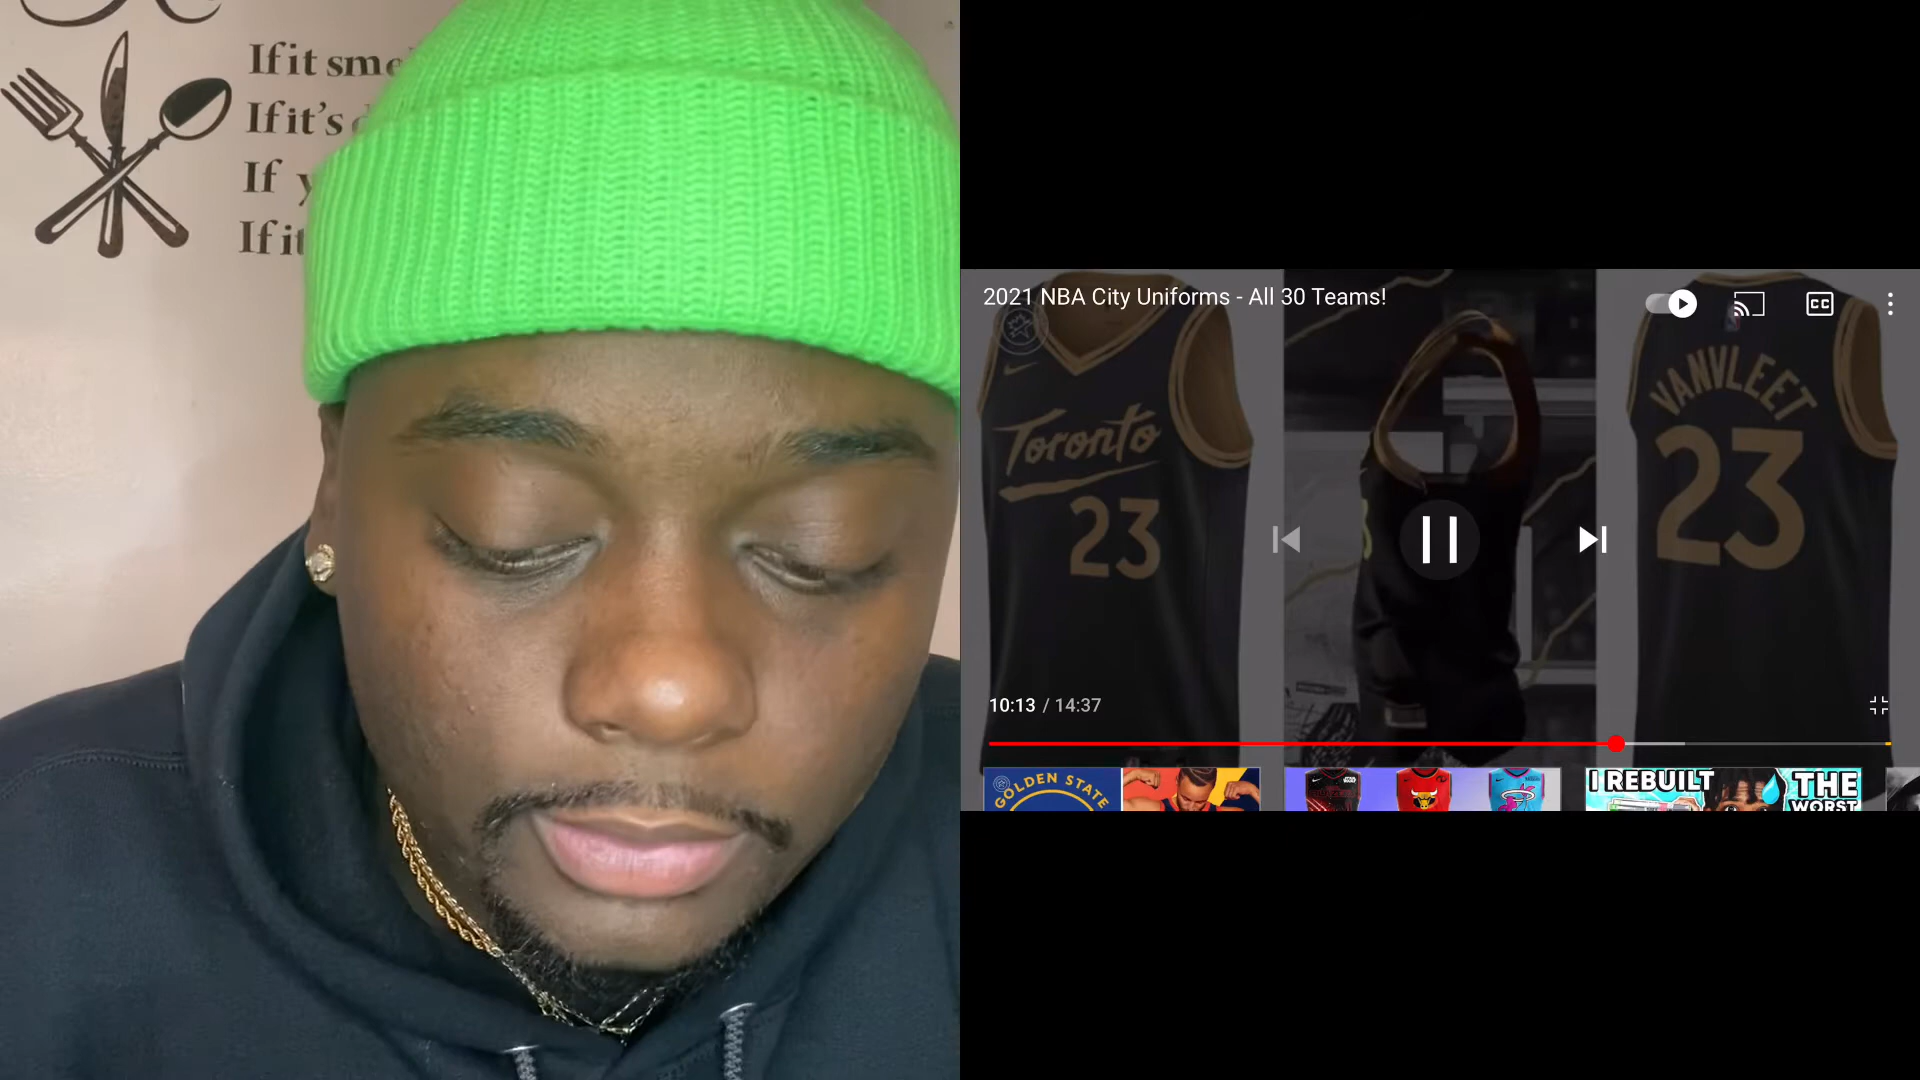 If it sme
If it's
If y
If it
2021 NBA City Uniforms - All 30 Teams!
CC
Toronto
23
VANVLEET
23
10:13 / 14:37
GOLDEN STATE
I REBUILT
THE
WORST